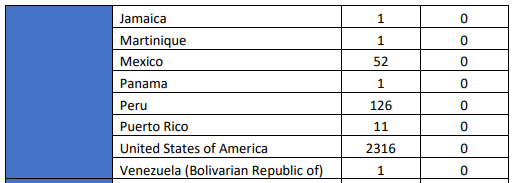 Jamaica 1 0
Martinique 1 0
Mexico 52 0
Panama 1 0
Peru 126 0
Puerto Rico 11 0
United States of America 2316 0
Venezuela (Bolivarian Republic of) 1 0